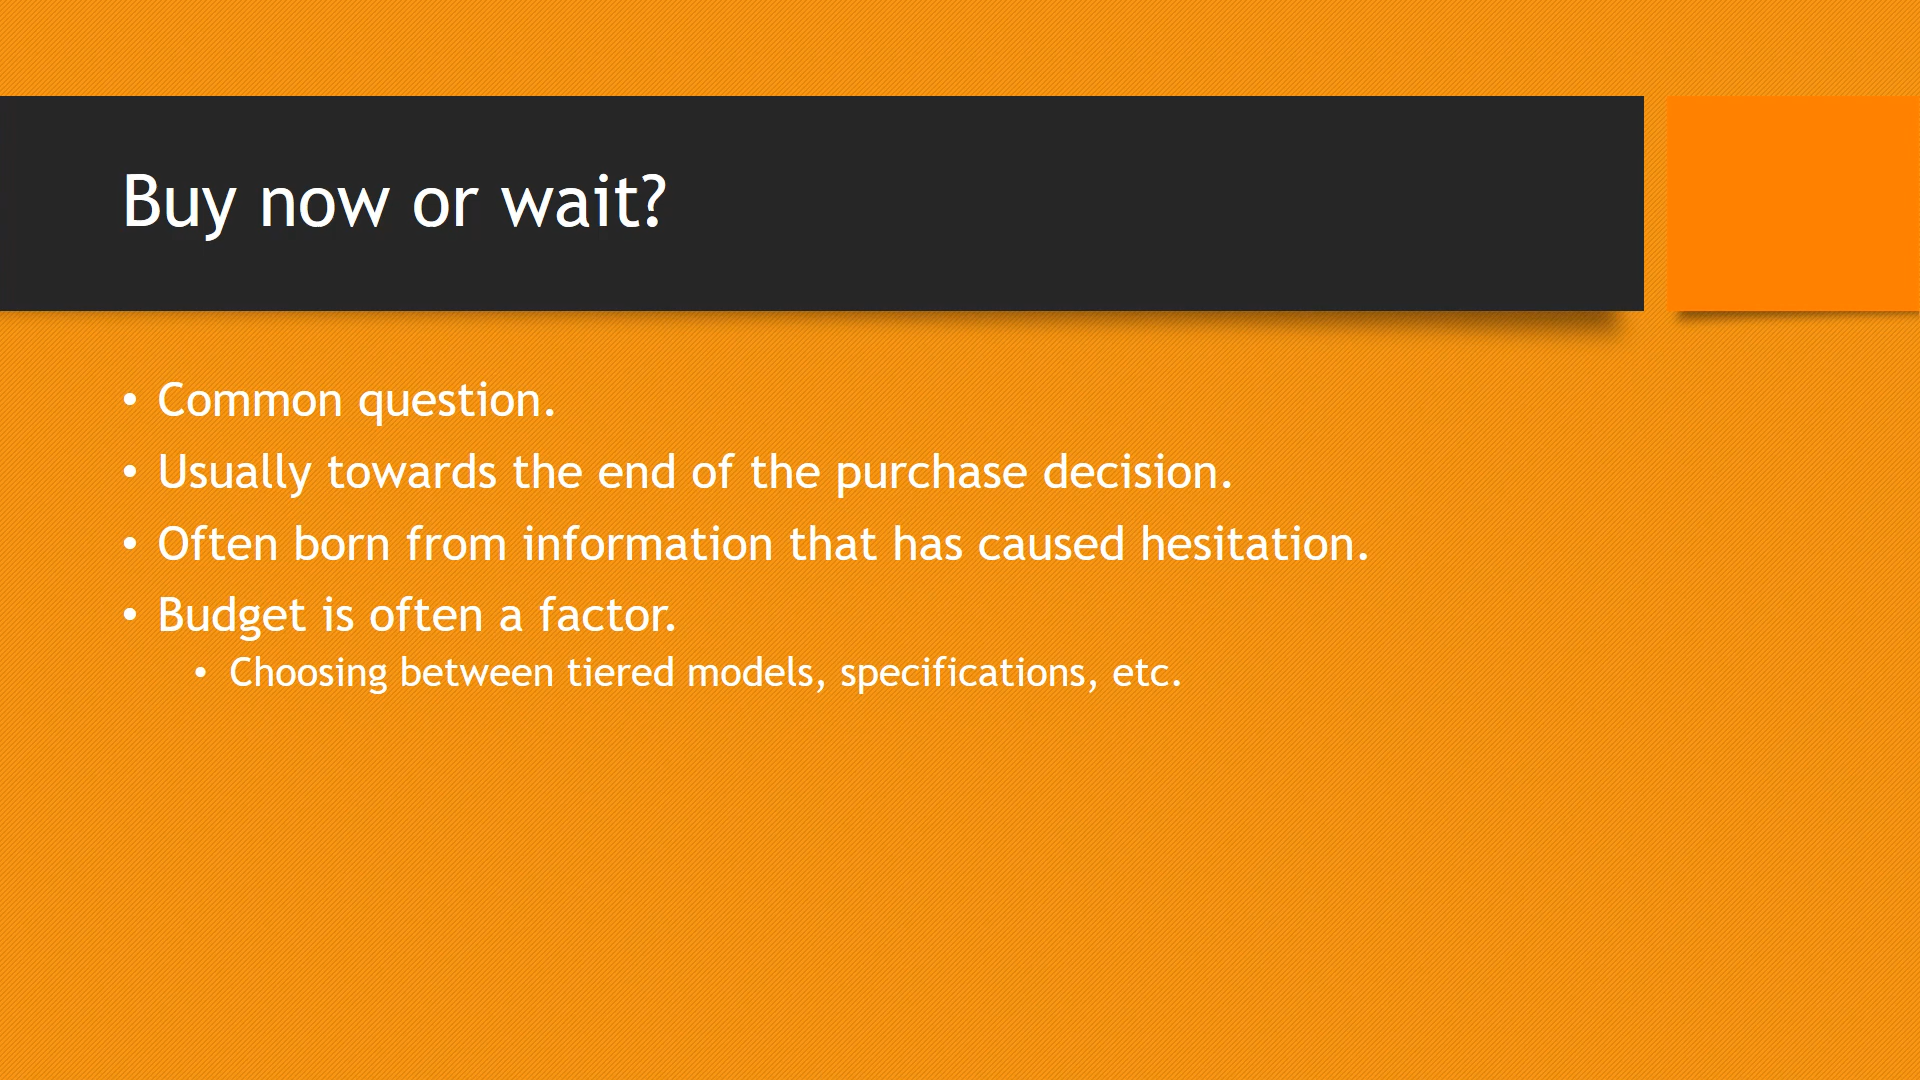 Buy now or wait?
• Common question.
• Usually towards the end of the purchase decision.
• Often born from information that has caused hesitation.
• Budget is often a factor.
• Choosing between tiered models, specifications, etc.